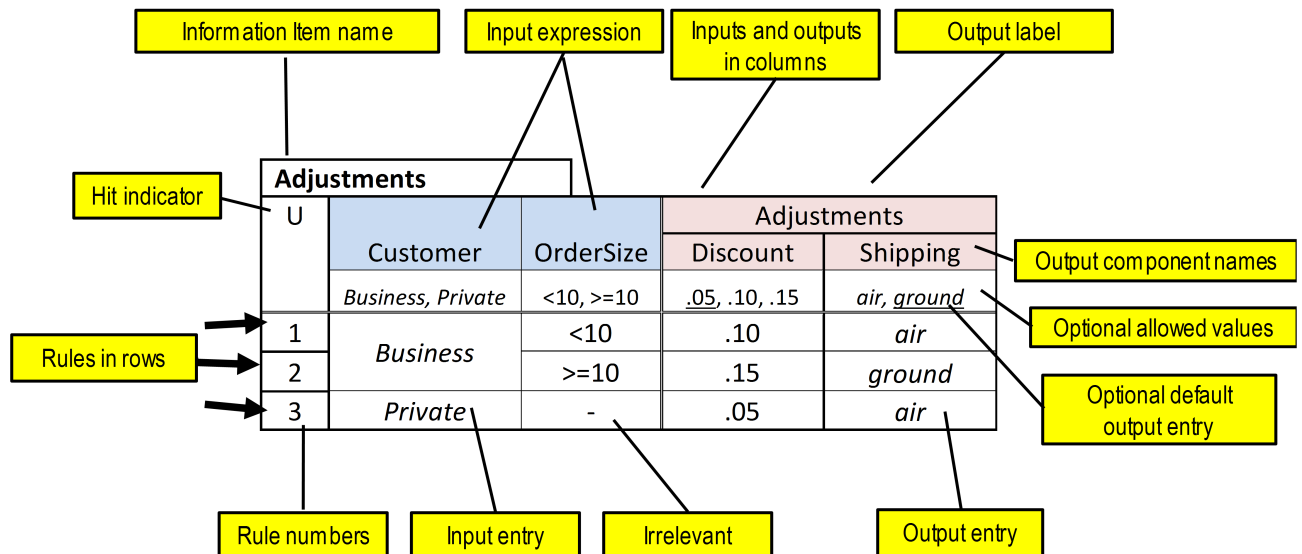 Information Item name
Input expression
Inputs and outputs
in columns
Output label
Hit indicator
Adjustments
U
Adjustments
Customer
OrderSize
Discount
Shipping
Output component names
Business, Private
<10, >=10
.05, .10, .15
air, ground
Optional allowed values
Rules in rows
1
Business
<10
.10
air
2
>=10
.15
ground
3
Private
-
.05
air
Optional default
output entry
Rule numbers
Input entry
Irrelevant
Output entry